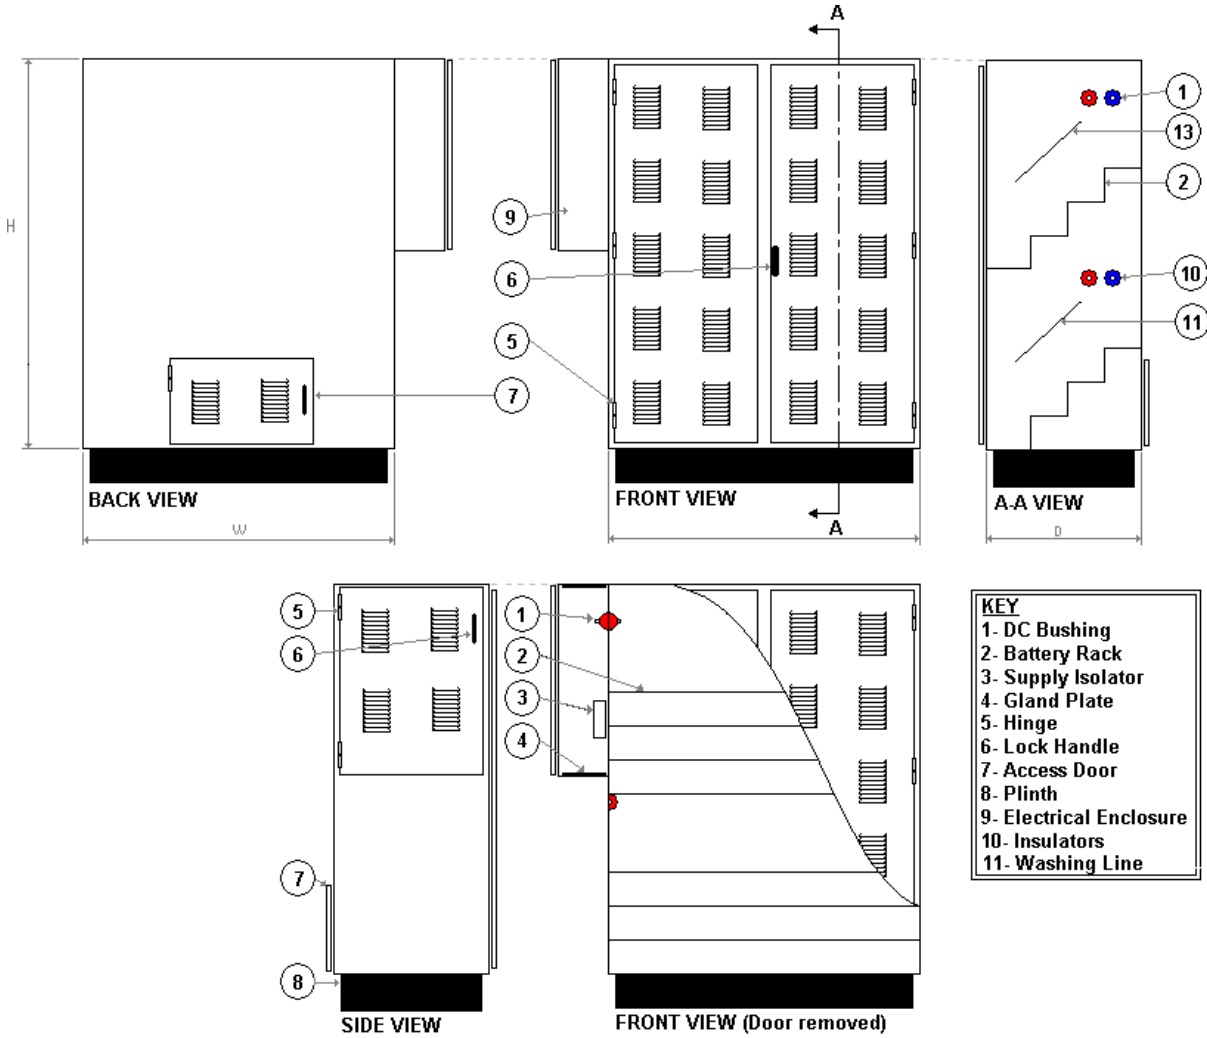 A
1
13
2
H
9
6
10
5
11
7
BACK VIEW
FRONT VIEW
A-A VIEW
W
A
D
5
6
7
8
1
2
3
4
KEY
1- DC Bushing
2- Battery Rack
3- Supply Isolator
4- Gland Plate
5- Hinge
6- Lock Handle
7- Access Door
8- Plinth
9- Electrical Enclosure
10- Insulators
11- Washing Line
SIDE VIEW
FRONT VIEW (Door removed)